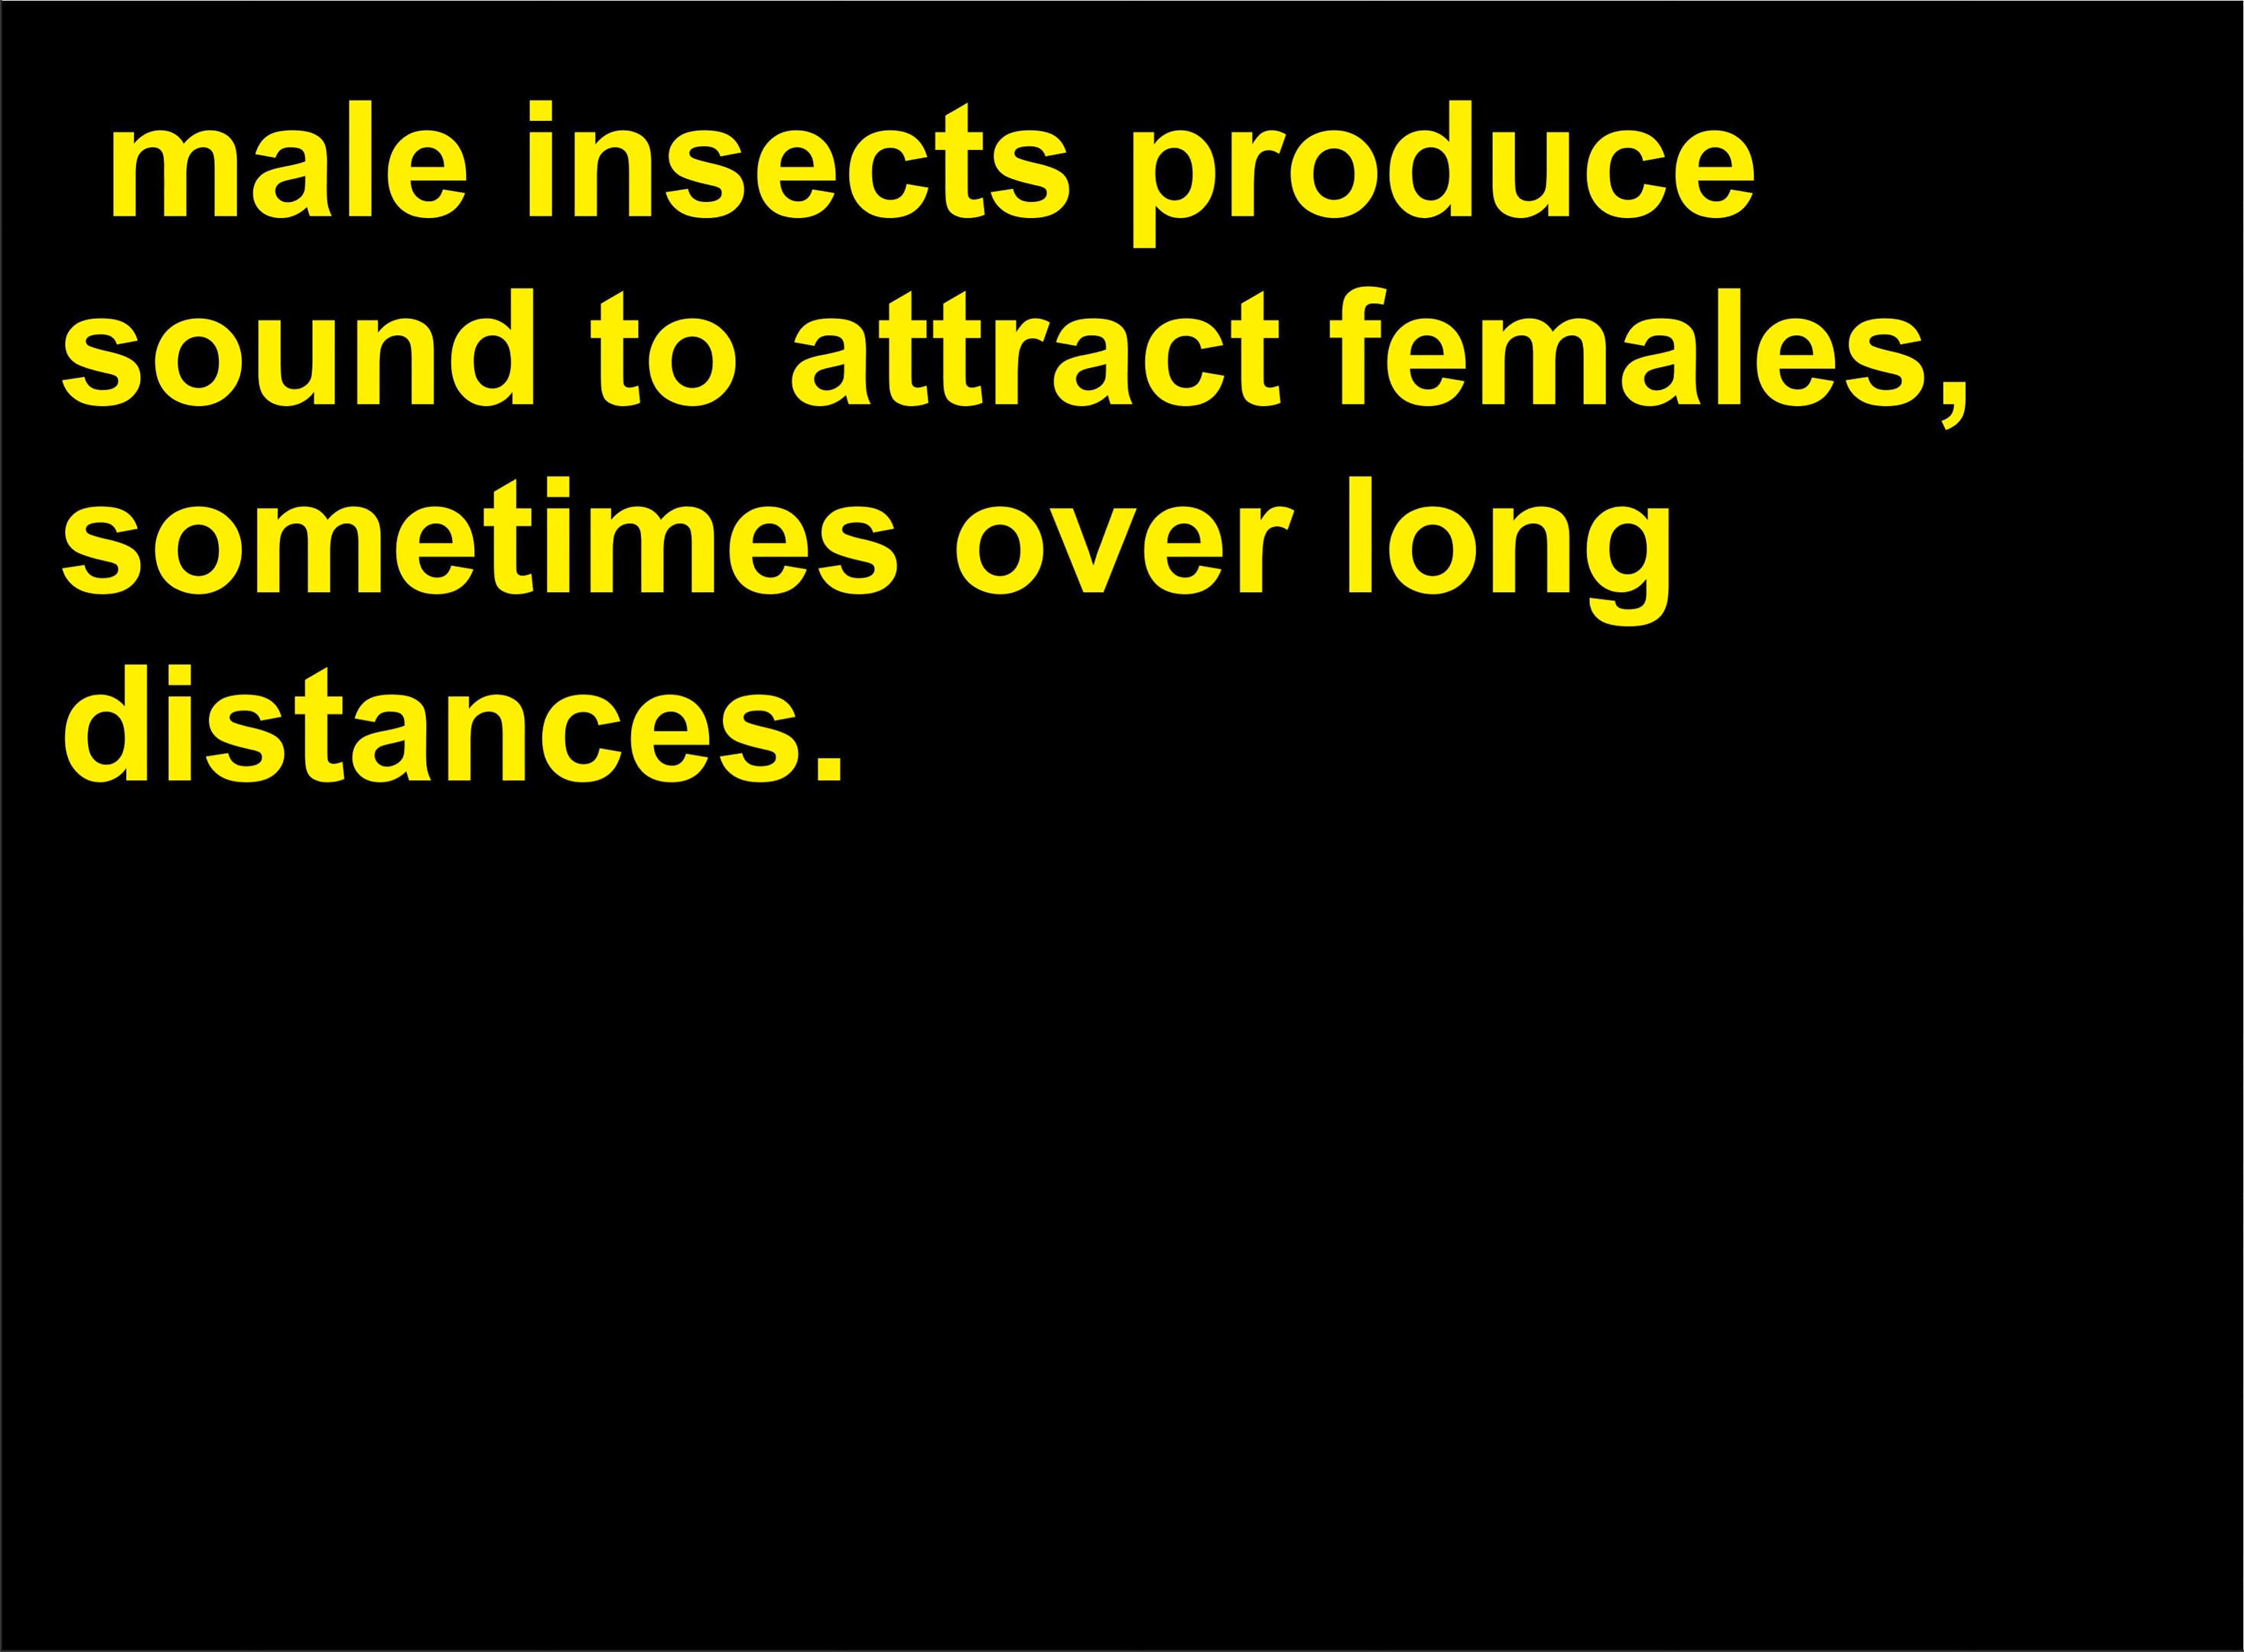 male insects produce
sound to attract females,
sometimes over long
distances.